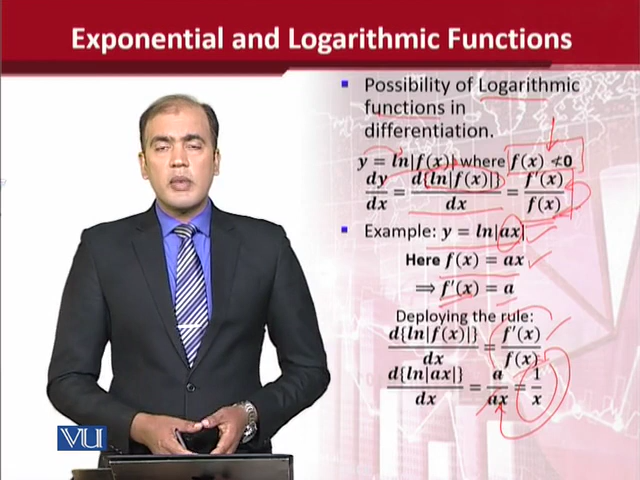 Exponential and Logarithmic Functions
▪ Possibility of Logarithmic
functions in
differentiation.
y = ln|f(x)| where f(x) ≮ 0
dy/dx = d{ln|f(x)|}/dx = f'(x)/f(x)
▪ Example: y = ln|ax|
Here f(x) = ax
⟹ f'(x) = a
Deploying the rule:
d{ln|f(x)|}/dx = f'(x)/f(x)
d{ln|ax|}/dx = a/ax = 1/x
VU